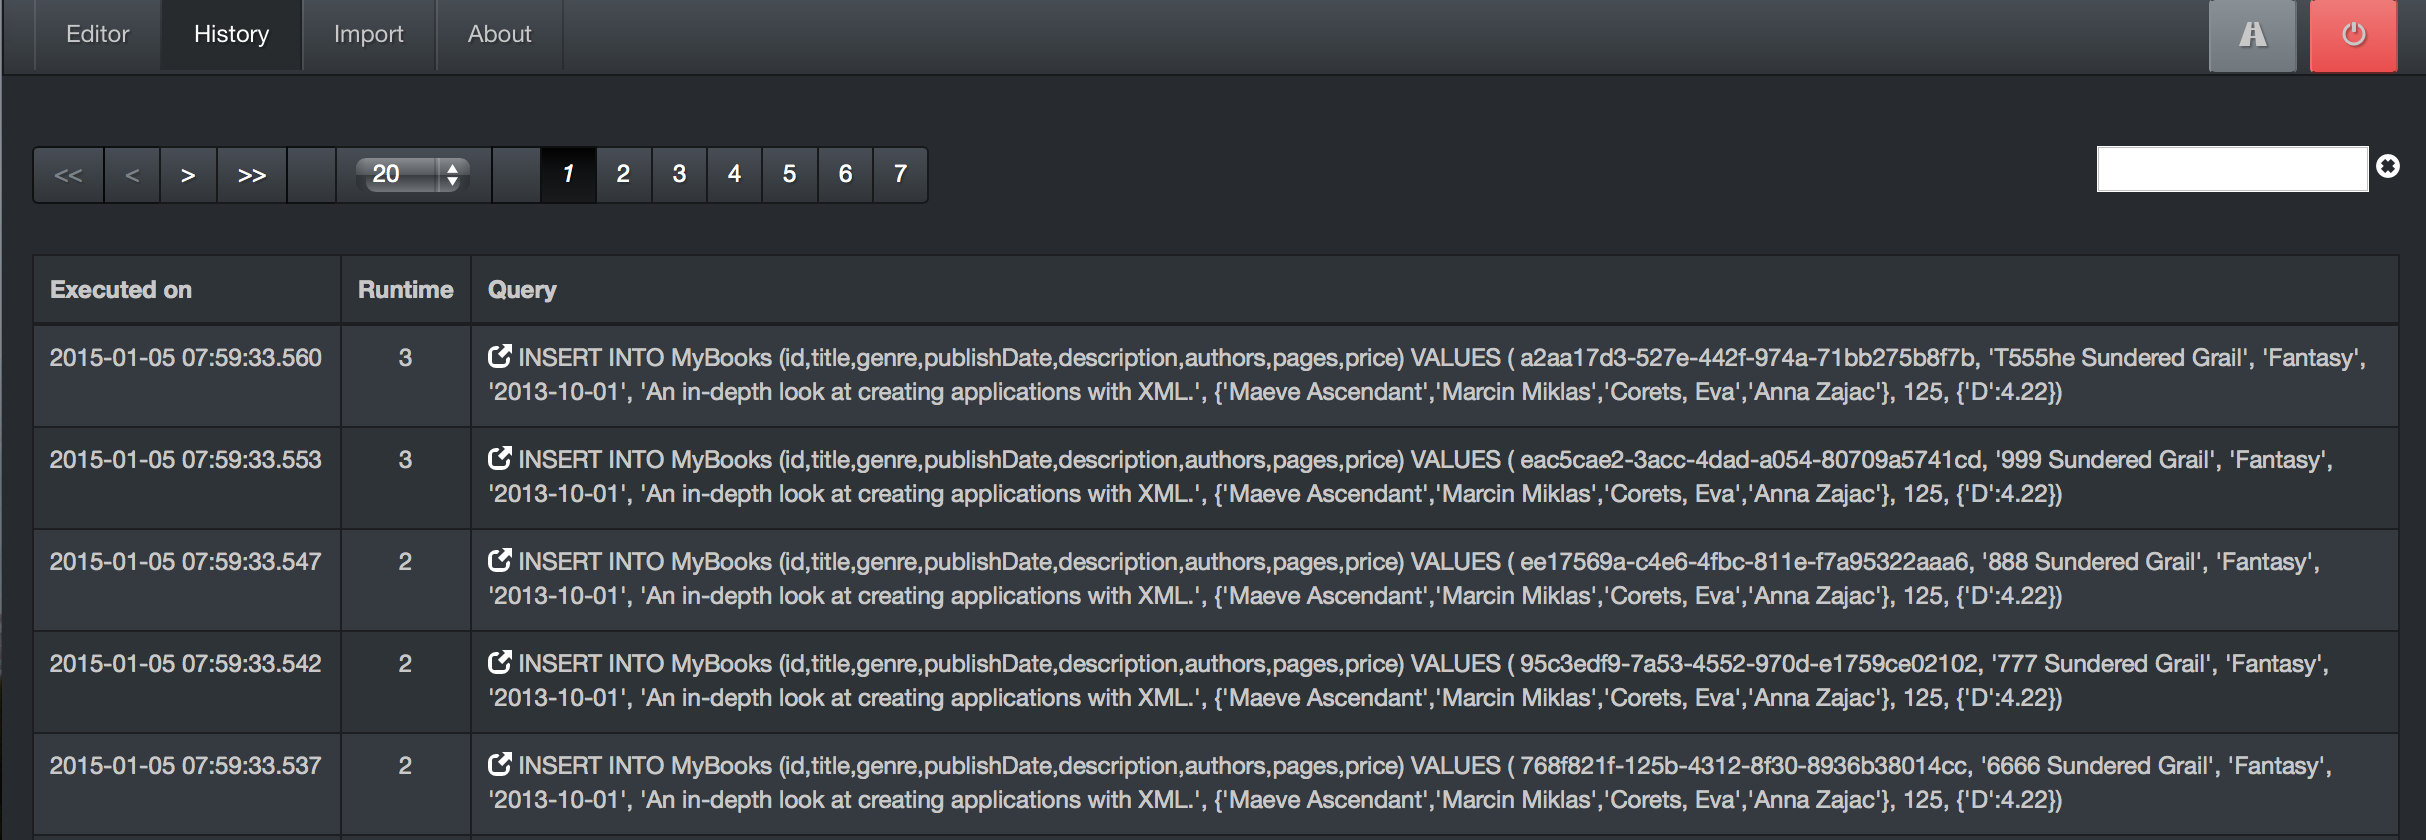 Editor History Import About
<< < > >> 20 1 2 3 4 5 6 7
Executed on Runtime Query
2015-01-05 07:59:33.560 3 INSERT INTO MyBooks (id,title,genre,publishDate,description,authors,pages,price) VALUES ( a2aa17d3-527e-442f-974a-71bb275b8f7b, 'T555he Sundered Grail', 'Fantasy',
'2013-10-01', 'An in-depth look at creating applications with XML.', {'Maeve Ascendant','Marcin Miklas','Corets, Eva','Anna Zajac'}, 125, {'D':4.22})
2015-01-05 07:59:33.553 3 INSERT INTO MyBooks (id,title,genre,publishDate,description,authors,pages,price) VALUES ( eac5cae2-3acc-4dad-a054-80709a5741cd, '999 Sundered Grail', 'Fantasy',
'2013-10-01', 'An in-depth look at creating applications with XML.', {'Maeve Ascendant','Marcin Miklas','Corets, Eva','Anna Zajac'}, 125, {'D':4.22})
2015-01-05 07:59:33.547 2 INSERT INTO MyBooks (id,title,genre,publishDate,description,authors,pages,price) VALUES ( ee17569a-c4e6-4fbc-811e-f7a95322aaa6, '888 Sundered Grail', 'Fantasy',
'2013-10-01', 'An in-depth look at creating applications with XML.', {'Maeve Ascendant','Marcin Miklas','Corets, Eva','Anna Zajac'}, 125, {'D':4.22})
2015-01-05 07:59:33.542 2 INSERT INTO MyBooks (id,title,genre,publishDate,description,authors,pages,price) VALUES ( 95c3edf9-7a53-4552-970d-e1759ce02102, '777 Sundered Grail', 'Fantasy',
'2013-10-01', 'An in-depth look at creating applications with XML.', {'Maeve Ascendant','Marcin Miklas','Corets, Eva','Anna Zajac'}, 125, {'D':4.22})
2015-01-05 07:59:33.537 2 INSERT INTO MyBooks (id,title,genre,publishDate,description,authors,pages,price) VALUES ( 768f821f-125b-4312-8f30-8936b38014cc, '6666 Sundered Grail', 'Fantasy',
'2013-10-01', 'An in-depth look at creating applications with XML.', {'Maeve Ascendant','Marcin Miklas','Corets, Eva','Anna Zajac'}, 125, {'D':4.22})